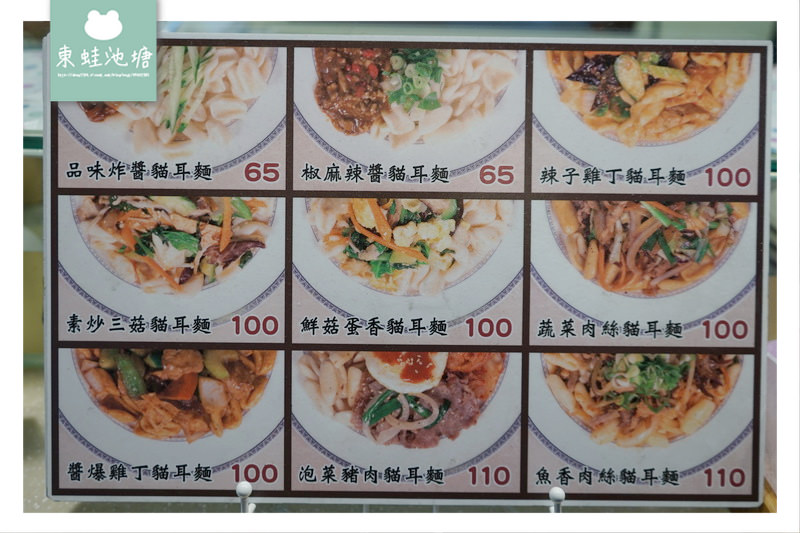 東蛙池塘
品味炸醬貓耳麵 65
椒麻辣醬貓耳麵 65
辣子雞丁貓耳麵 100
素炒三菇貓耳麵 100
鮮菇蛋香貓耳麵 100
蔬菜肉絲貓耳麵 100
醬爆雞丁貓耳麵 100
泡菜豬肉貓耳麵 110
魚香肉絲貓耳麵 110